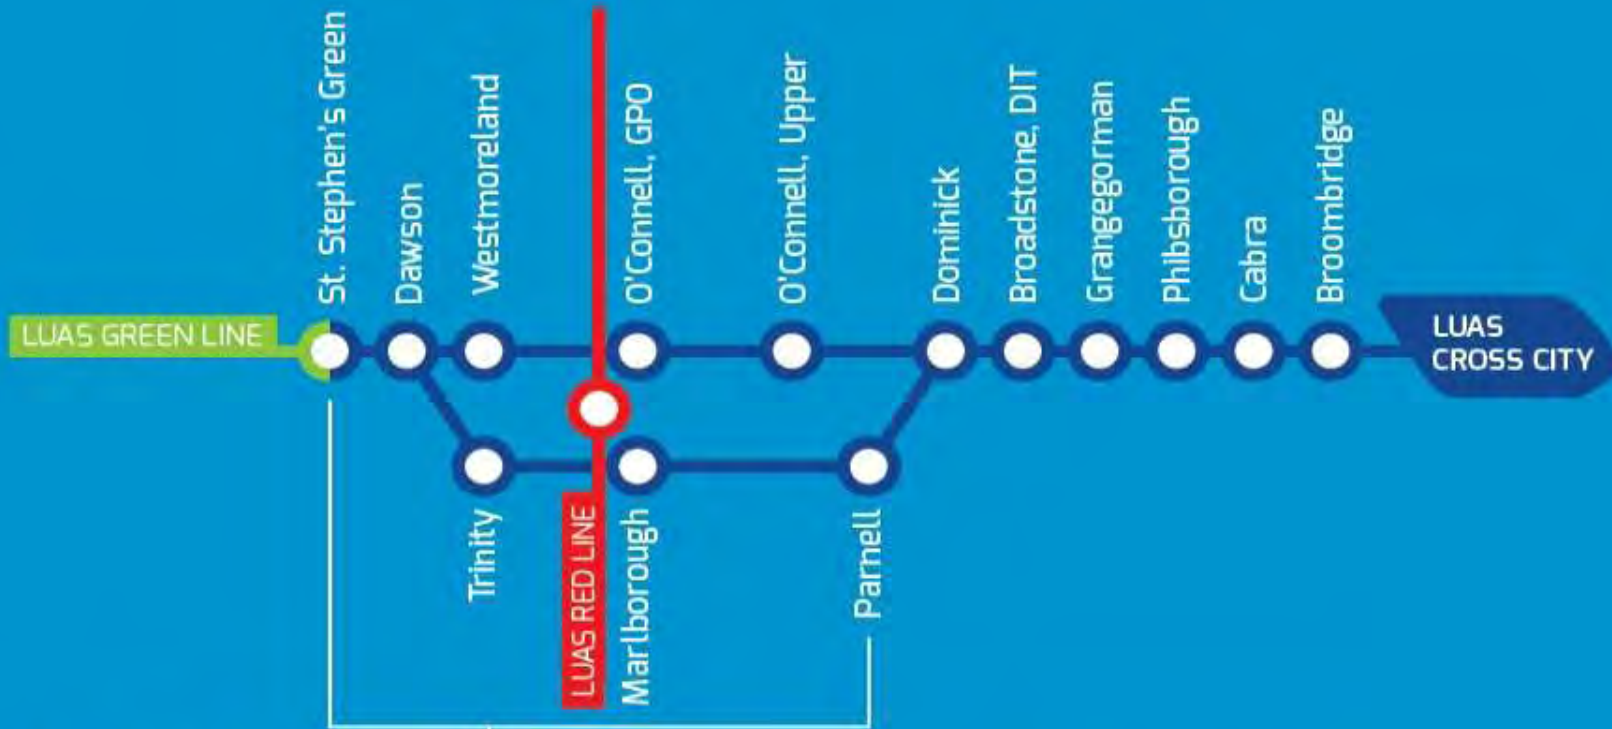 LUAS GREEN LINE
St. Stephen's Green
Dawson
Westmoreland
O'Connell, GPO
O'Connell, Upper
Dominick
Broadstone, DIT
Grangegorman
Phibsborough
Cabra
Broombridge
LUAS
CROSS CITY
Trinity
LUAS RED LINE
Marlborough
Parnell